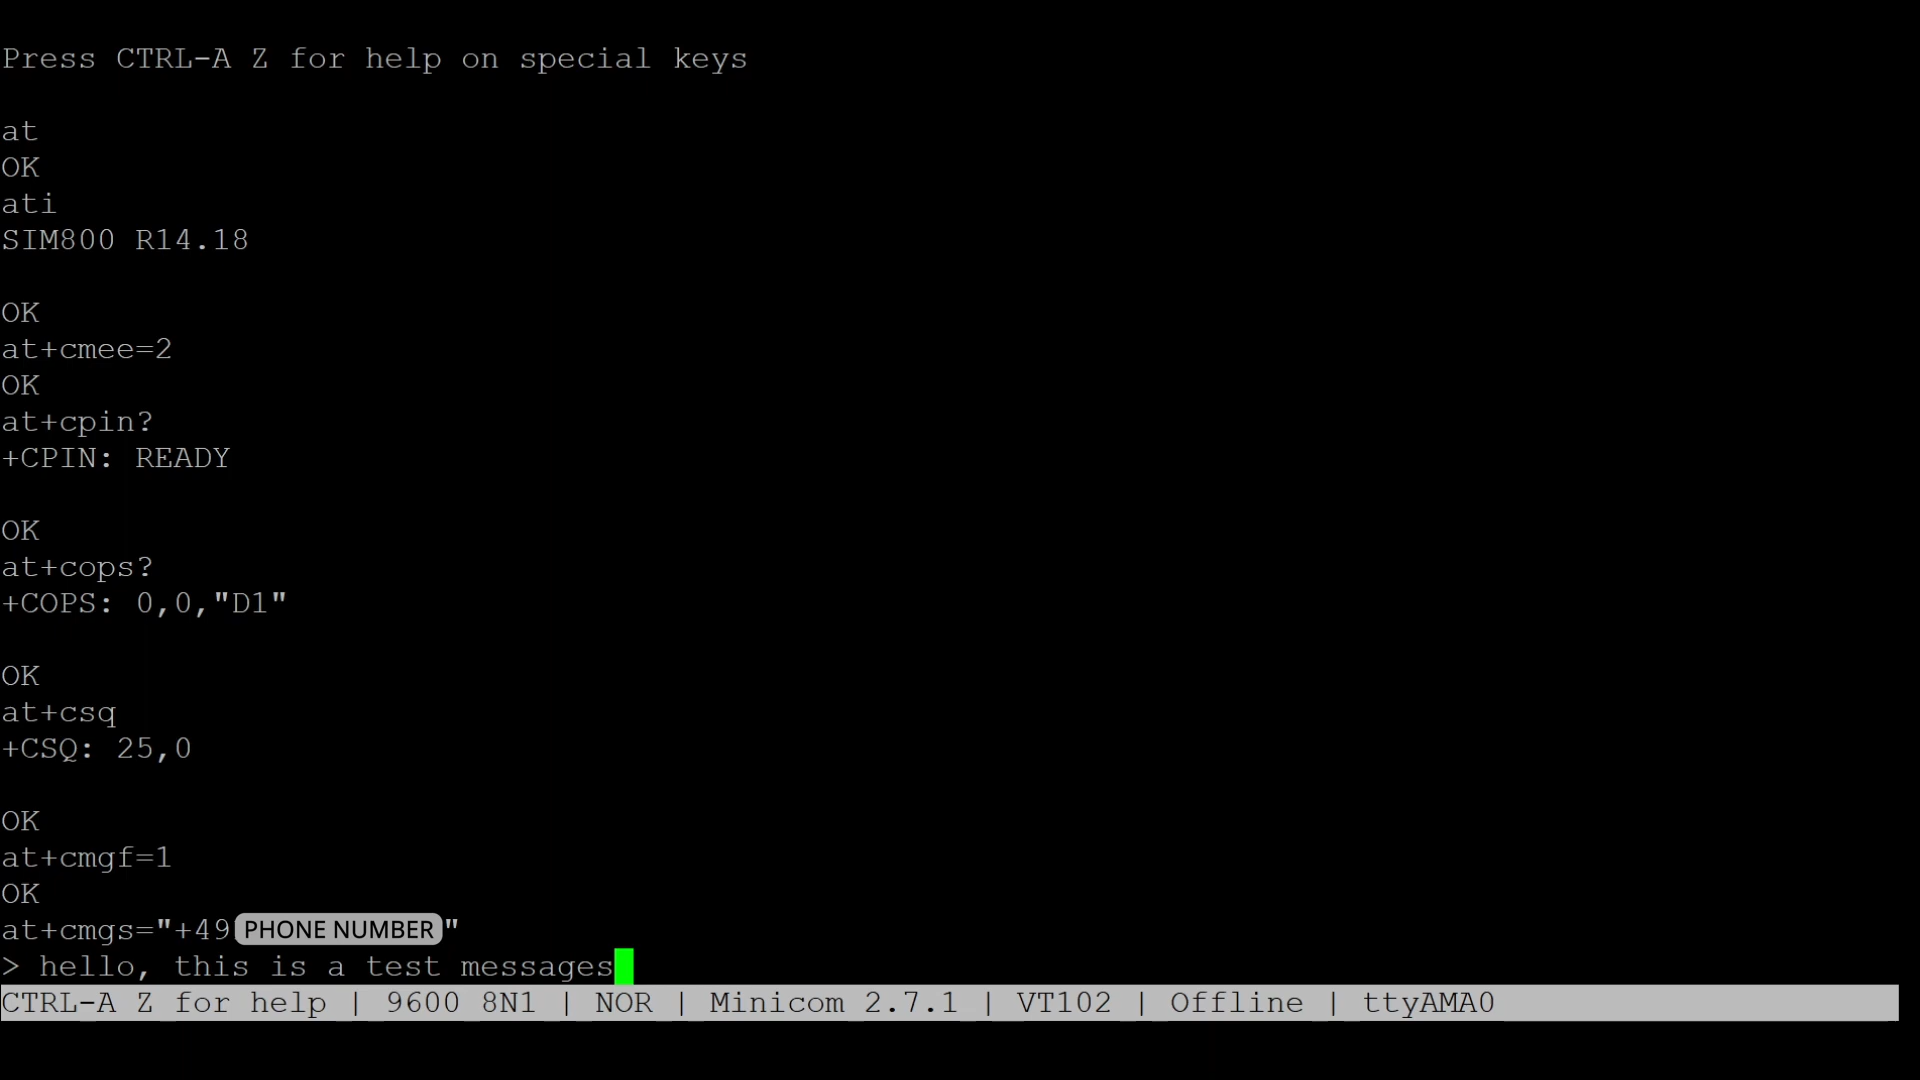 Press CTRL-A Z for help on special keys
at
OK
ati
SIM800 R14.18
OK
at+cmee=2
OK
at+cpin?
+CPIN: READY
OK
at+cops?
+COPS: 0,0,"D1"
OK
at+csq
+CSQ: 25,0
OK
at+cmgf=1
OK
at+cmgs="+49 PHONE NUMBER"
> hello, this is a test messages
CTRL-A Z for help | 9600 8N1 | NOR | Minicom 2.7.1 | VT102 | Offline | ttyAMA0